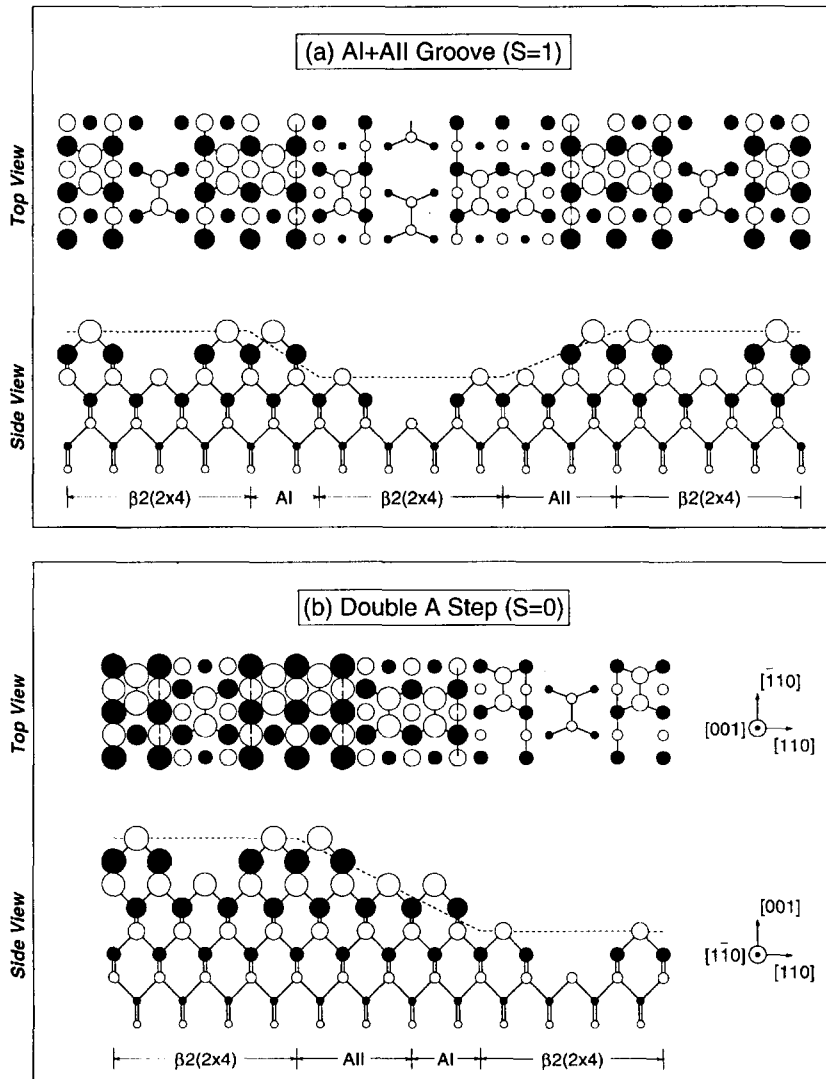 (a) AI+AII Groove (S=1)
Top View
Side View
β2(2x4) AI β2(2x4) AII β2(2x4)
(b) Double A Step (S=0)
Top View
[1̄10]
[001] [110]
Side View
[001]
[11̄0] [110]
β2(2x4) AII AI β2(2x4)